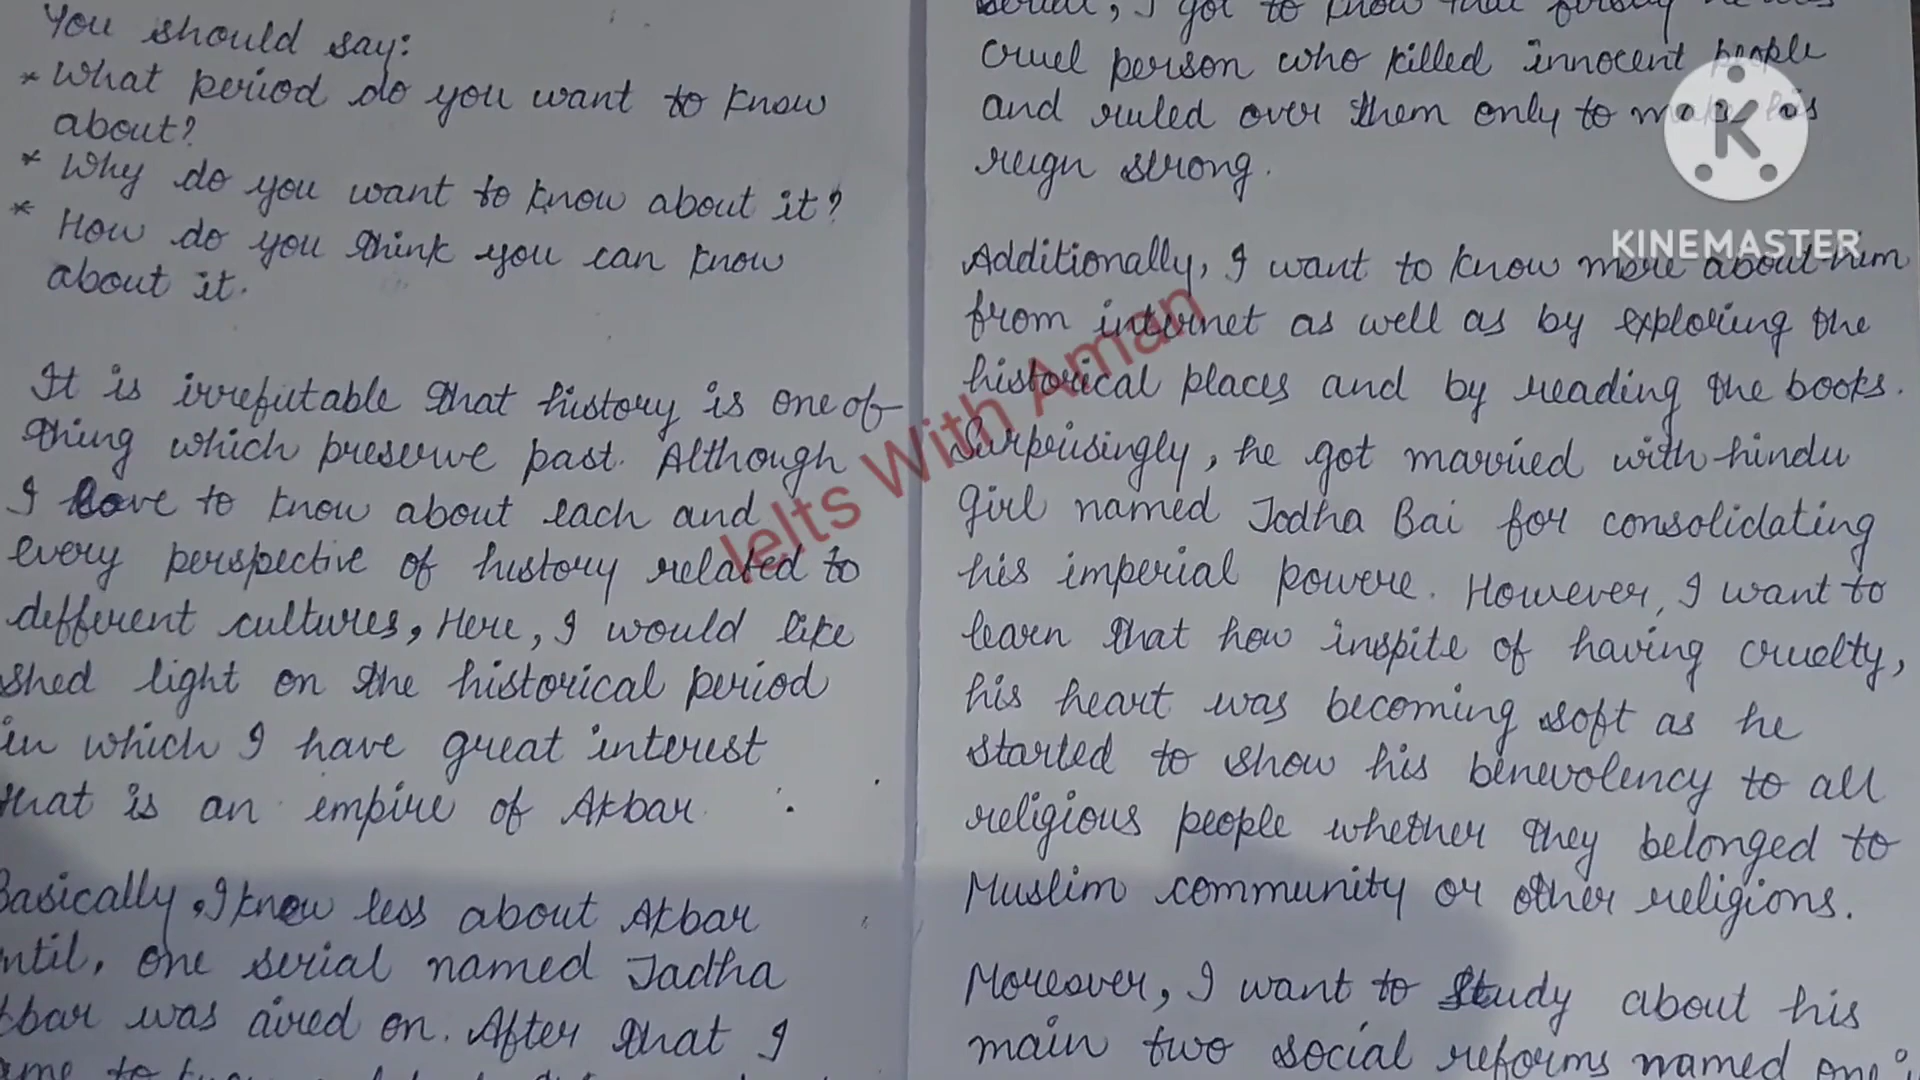 You should say:
* What period do you want to know
about?
* Why do you want to know about it?
* How do you think you can know
about it.
It is irrefutable that history is one of
thing which preserve past. Although
I love to know about each and
every perspective of history related to
different cultures, Here, I would like
shed light on the historical period
in which I have great interest
that is an empire of Akbar.
Basically, I know less about Akbar
until, one serial named Jadha
Akbar was aired on. After that I
serial, I got to know that he was
cruel person who killed innocent people
and ruled over them only to make his
reign strong.
Additionally, I want to know more about him
from internet as well as by exploring the
historical places and by reading the books.
Surprisingly, he got married with hindu
girl named Jodha Bai for consolidating
his imperial powere. However, I want to
learn that how inspite of having cruelty,
his heart was becoming soft as he
started to show his benevolency to all
religious people whether they belonged to
Muslim community or other religions.
Moreover, I want to study about his
main two social reforms named one
K
KINEMASTER
Ielts With Aman